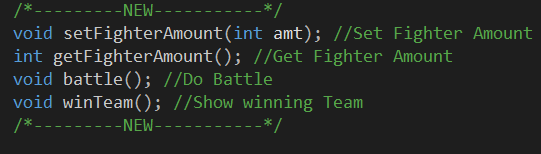 /*---------NEW-----------*/
void setFighterAmount(int amt); //Set Fighter Amount
int getFighterAmount(); //Get Fighter Amount
void battle(); //Do Battle
void winTeam(); //Show winning Team
/*---------NEW-----------*/